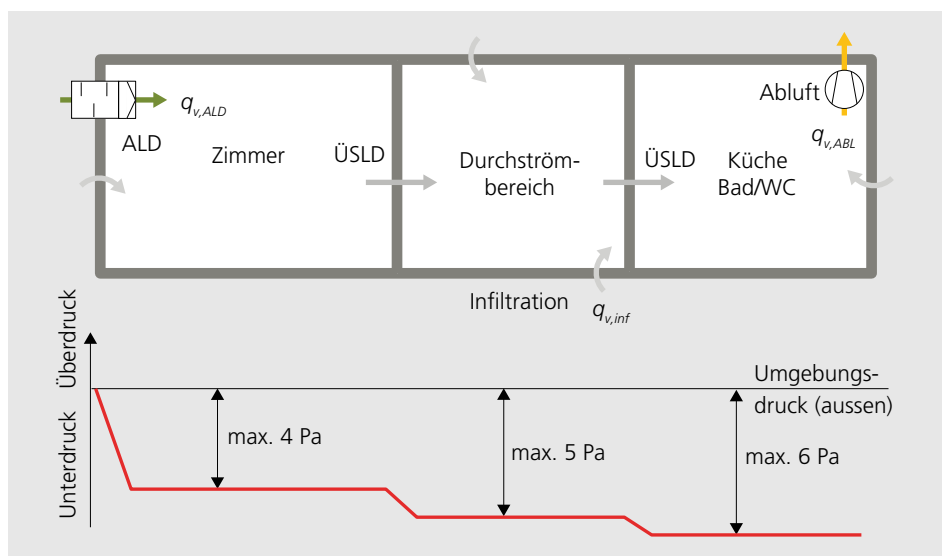 Abluft
q_v,ALD
q_v,ABL
ALD
Zimmer
ÜSLD
Durchström-
bereich
ÜSLD
Küche
Bad/WC
Infiltration
q_v,inf
Überdruck
Unterdruck
Umgebungs-
druck (aussen)
max. 4 Pa
max. 5 Pa
max. 6 Pa